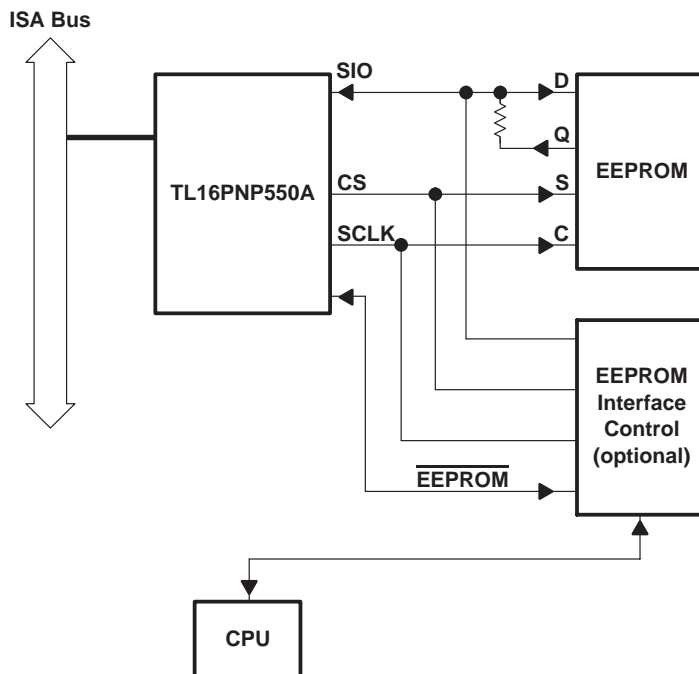 ISA Bus
SIO
D
Q
TL16PNP550A
EEPROM
CS
S
SCLK
C
EEPROM
Interface
Control
(optional)
EEPROM
CPU